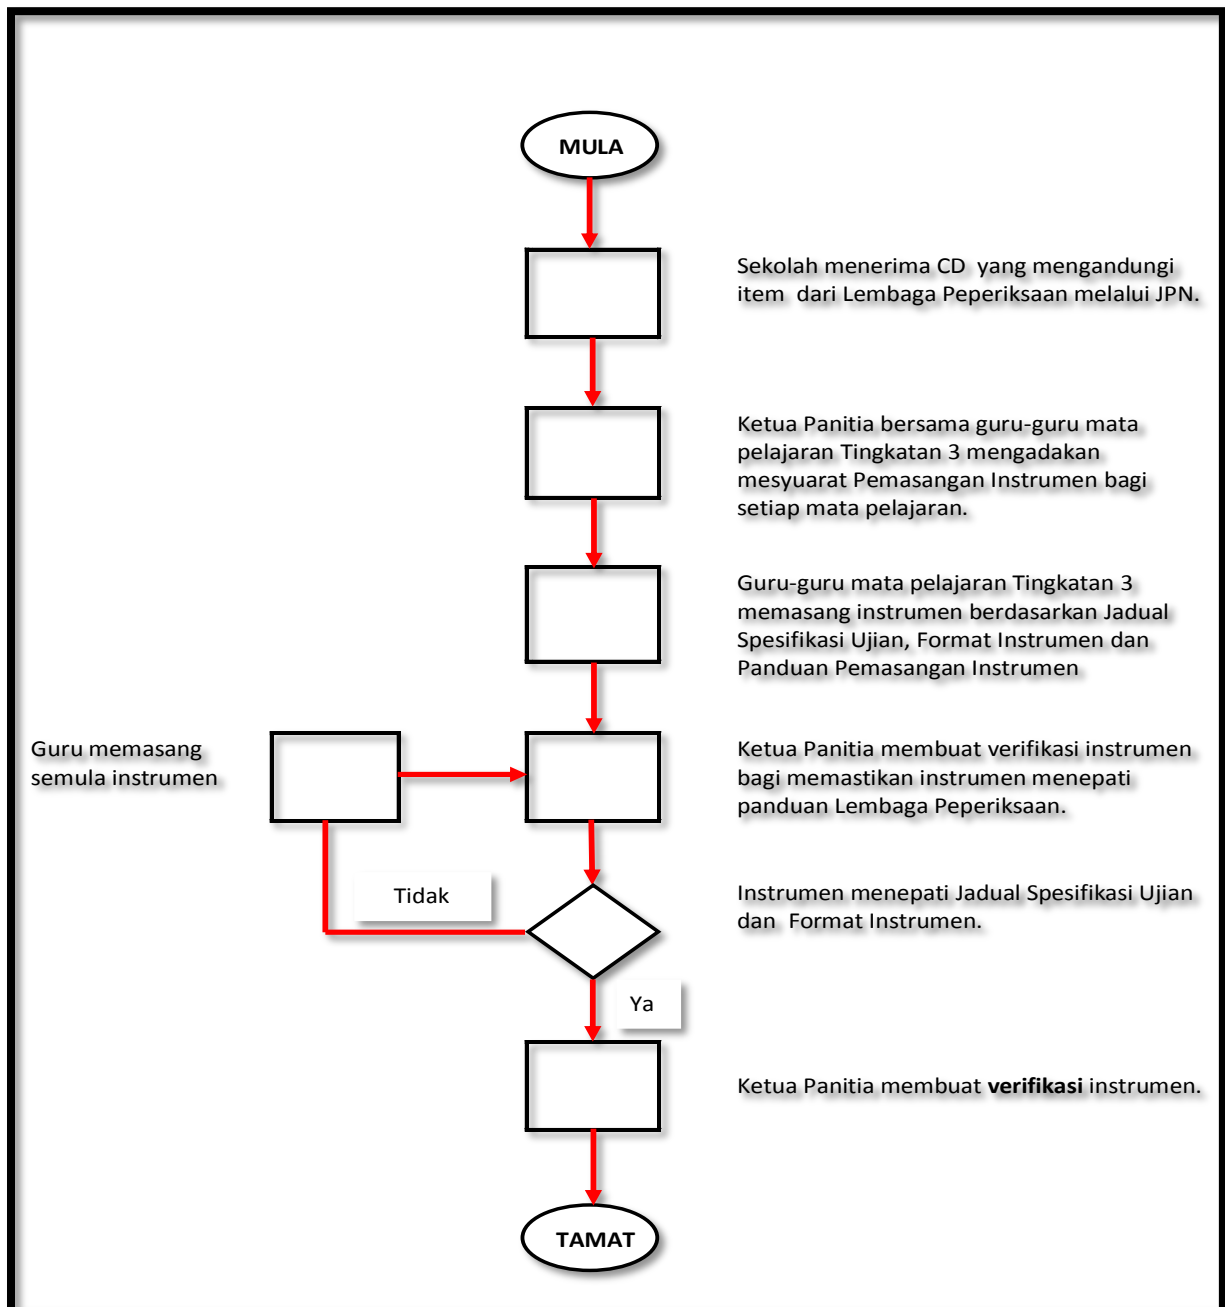 MULA
Sekolah menerima CD yang mengandungi
item dari Lembaga Peperiksaan melalui JPN.
Ketua Panitia bersama guru-guru mata
pelajaran Tingkatan 3 mengadakan
mesyuarat Pemasangan Instrumen bagi
setiap mata pelajaran.
Guru-guru mata pelajaran Tingkatan 3
memasang instrumen berdasarkan Jadual
Spesifikasi Ujian, Format Instrumen dan
Panduan Pemasangan Instrumen
Guru memasang
semula instrumen
Ketua Panitia membuat verifikasi instrumen
bagi memastikan instrumen menepati
panduan Lembaga Peperiksaan.
Tidak
Instrumen menepati Jadual Spesifikasi Ujian
dan Format Instrumen.
Ya
Ketua Panitia membuat verifikasi instrumen.
TAMAT